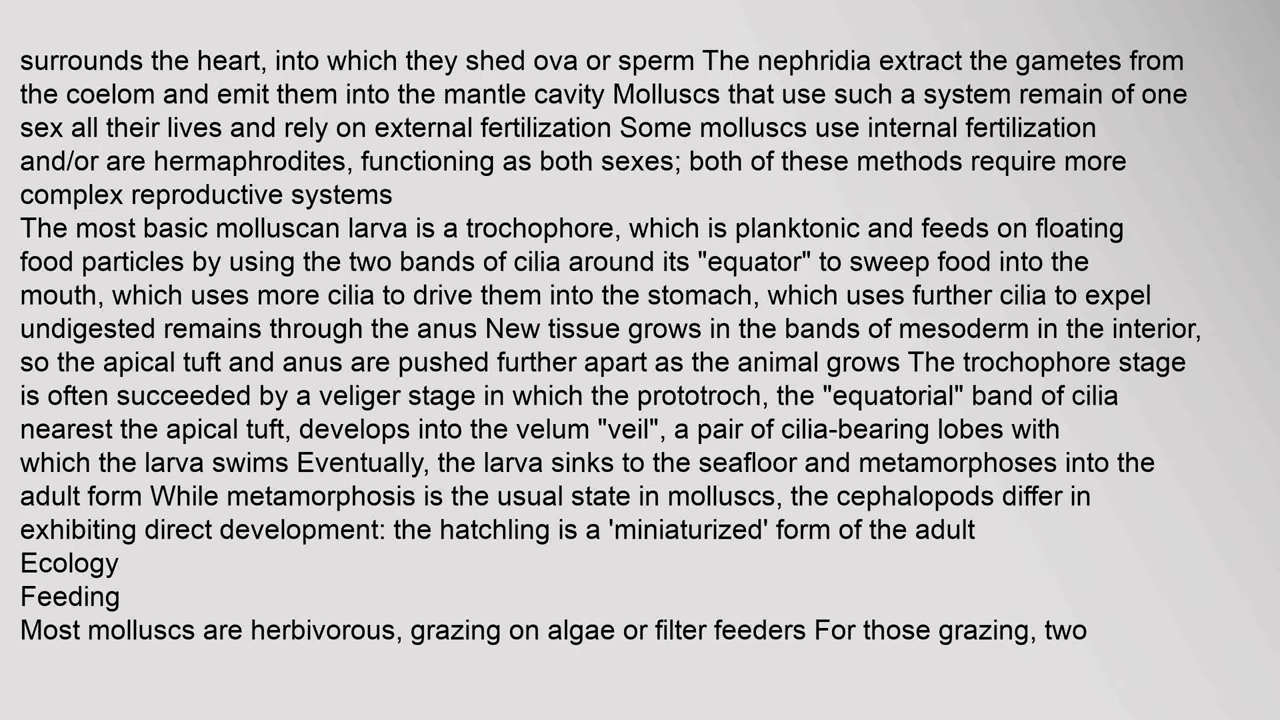 surrounds the heart, into which they shed ova or sperm The nephridia extract the gametes from
the coelom and emit them into the mantle cavity Molluscs that use such a system remain of one
sex all their lives and rely on external fertilization Some molluscs use internal fertilization
and/or are hermaphrodites, functioning as both sexes; both of these methods require more
complex reproductive systems
The most basic molluscan larva is a trochophore, which is planktonic and feeds on floating
food particles by using the two bands of cilia around its "equator" to sweep food into the
mouth, which uses more cilia to drive them into the stomach, which uses further cilia to expel
undigested remains through the anus New tissue grows in the bands of mesoderm in the interior,
so the apical tuft and anus are pushed further apart as the animal grows The trochophore stage
is often succeeded by a veliger stage in which the prototroch, the "equatorial" band of cilia
nearest the apical tuft, develops into the velum "veil", a pair of cilia-bearing lobes with
which the larva swims Eventually, the larva sinks to the seafloor and metamorphoses into the
adult form While metamorphosis is the usual state in molluscs, the cephalopods differ in
exhibiting direct development: the hatchling is a 'miniaturized' form of the adult
Ecology
Feeding
Most molluscs are herbivorous, grazing on algae or filter feeders For those grazing, two